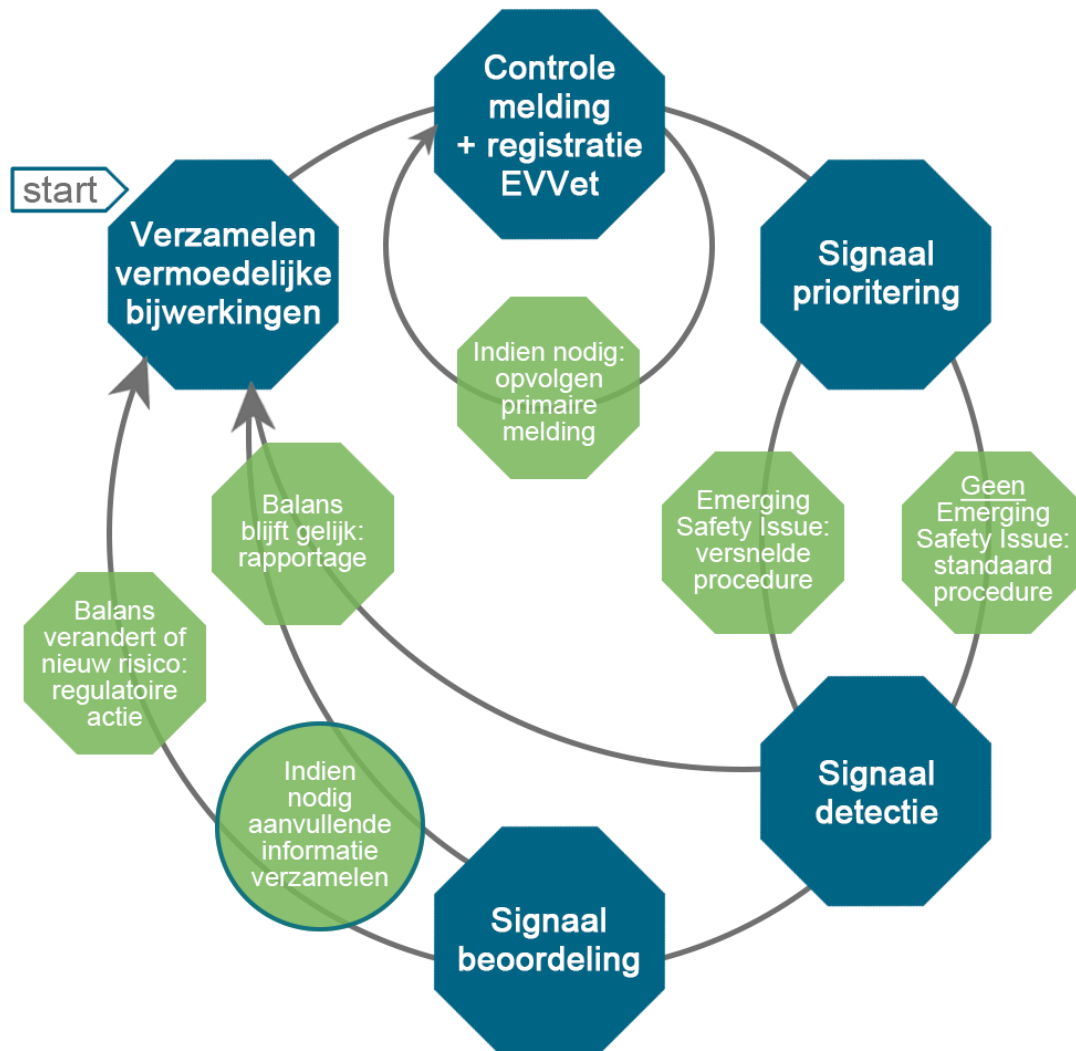 start
Verzamelen
vermoedelijke
bijwerkingen
Controle
melding
+ registratie
EVVet
Indien nodig:
opvolgen
primaire
melding
Signaal
prioritering
Emerging
Safety Issue:
versnelde
procedure
Geen
Emerging
Safety Issue:
standaard
procedure
Signaal
detectie
Signaal
beoordeling
Balans
blijft gelijk:
rapportage
Indien
nodig
aanvullende
informatie
verzamelen
Balans
verandert of
nieuw risico:
regulatoire
actie